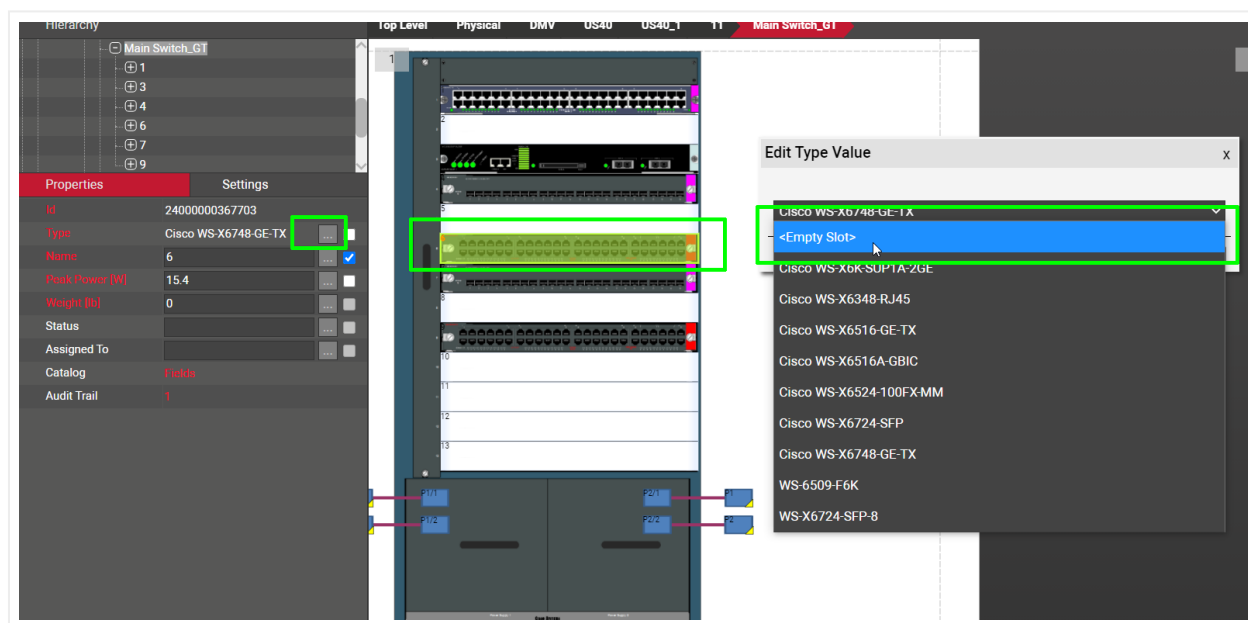 Hierarchy
Top Level Physical DMV US40 US40_1 11 Main Switch_GT
Main Switch_GT
1
3
4
6
7
9
Properties Settings
Id 24000000367703
Type Cisco WS-X6748-GE-TX ...
Name 6 ...
Peak Power [W] 15.4 ...
Weight [lb] 0 ...
Status ...
Assigned To ...
Catalog Fields
Audit Trail 1
1
2
5
8
10
11
12
13
P1/1
P2/1
P1
P1/2
P2/2
P2
Edit Type Value x
Cisco WS-X6748-GE-TX
<Empty Slot>
Cisco WS-X6K-SUP1A-2GE
Cisco WS-X6348-RJ45
Cisco WS-X6516-GE-TX
Cisco WS-X6516A-GBIC
Cisco WS-X6524-100FX-MM
Cisco WS-X6724-SFP
Cisco WS-X6748-GE-TX
WS-6509-F6K
WS-X6724-SFP-8